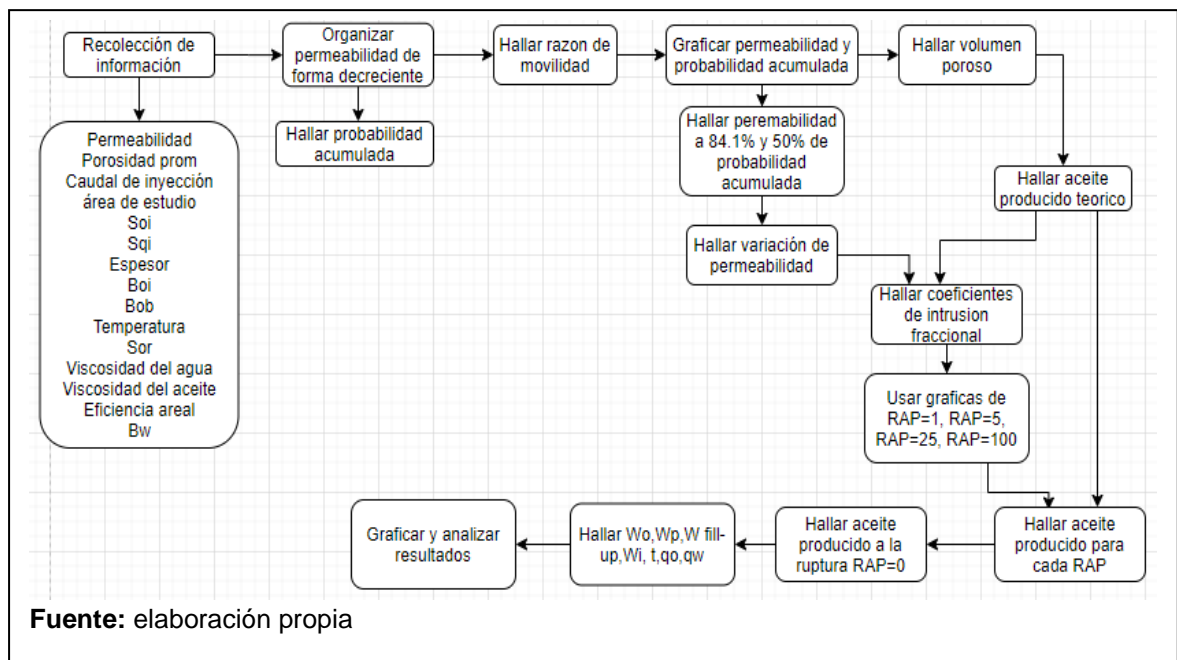 Recolección de
información
Organizar
permeabilidad de
forma decreciente
Hallar razon de
movilidad
Graficar permeabilidad y
probabilidad acumulada
Hallar volumen
poroso
Permeabilidad
Porosidad prom
Caudal de inyección
área de estudio
Soi
Sqi
Espesor
Boi
Bob
Temperatura
Sor
Viscosidad del agua
Viscosidad del aceite
Eficiencia areal
Bw
Hallar probabilidad
acumulada
Hallar peremabilidad
a 84.1% y 50% de
probabilidad
acumulada
Hallar aceite
producido teorico
Hallar variación de
permeabilidad
Hallar coeficientes
de intrusion
fraccional
Usar graficas de
RAP=1, RAP=5,
RAP=25, RAP=100
Hallar aceite
producido para
cada RAP
Hallar aceite
producido a la
ruptura RAP=0
Hallar Wo,Wp,W fill-
up,Wi, t,qo,qw
Graficar y analizar
resultados
Fuente: elaboración propia